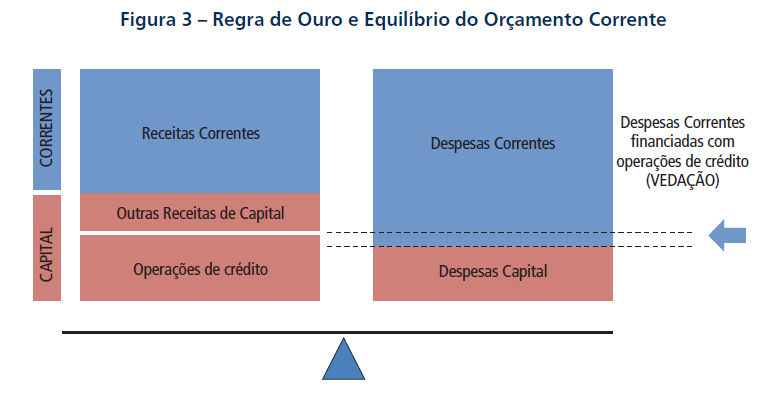 Figura 3 – Regra de Ouro e Equilíbrio do Orçamento Corrente
CORRENTES
CAPITAL
Receitas Correntes
Outras Receitas de Capital
Operações de crédito
Despesas Correntes
Despesas Capital
Despesas Correntes
financiadas com
operações de crédito
(VEDAÇÃO)